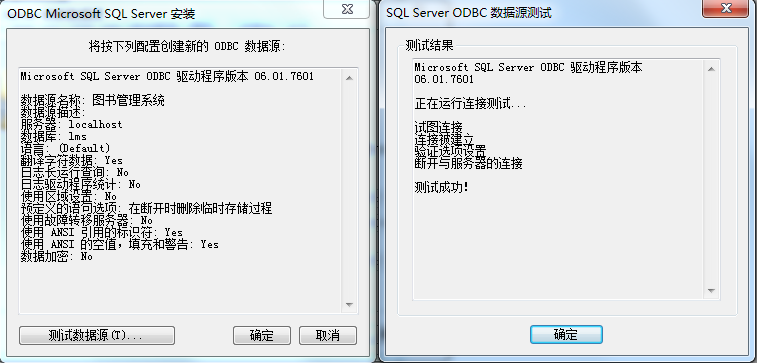 ODBC Microsoft SQL Server 安装
将按下列配置创建新的 ODBC 数据源:
Microsoft SQL Server ODBC 驱动程序版本 06.01.7601
数据源名称: 图书管理系统
数据源描述:
服务器: localhost
数据库: lms
语言: (Default)
翻译字符数据: Yes
日志长运行查询: No
日志驱动程序统计: No
使用区域设置: No
预定义的语句选项: 在断开时删除临时存储过程
使用故障转移服务器: No
使用 ANSI 引用的标识符: Yes
使用 ANSI 的空值，填充和警告: Yes
数据加密: No
测试数据源(T)...
确定
取消
SQL Server ODBC 数据源测试
测试结果
Microsoft SQL Server ODBC 驱动程序版本
06.01.7601
正在运行连接测试...
试图连接
连接被建立
验证选项设置
断开与服务器的连接
测试成功!
确定